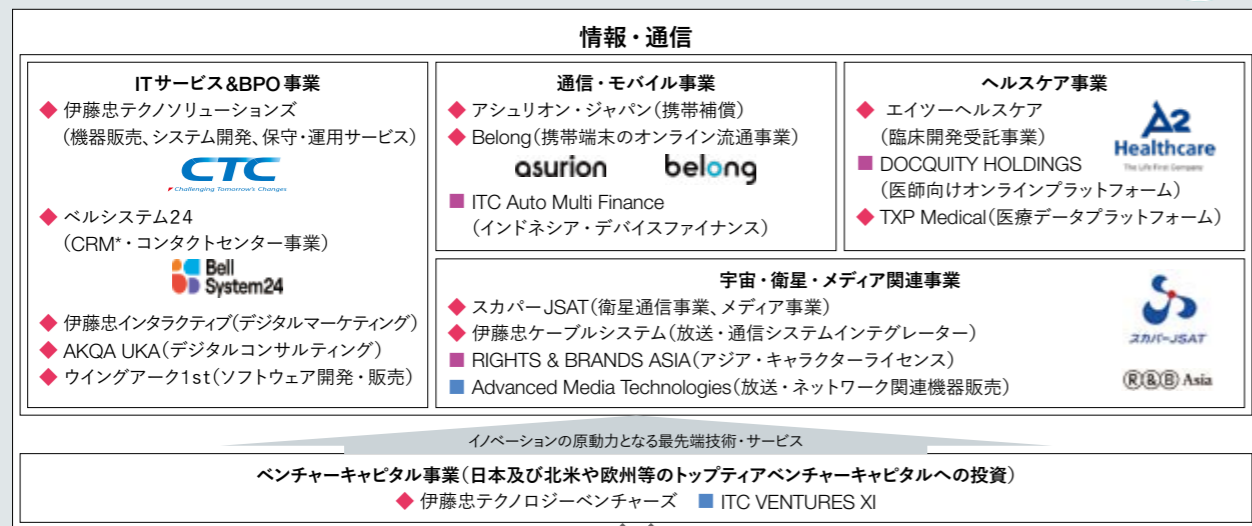 情報・通信
ITサービス&BPO事業
◆ 伊藤忠テクノソリューションズ
(機器販売、システム開発、保守・運用サービス)
CTC
Challenging Tomorrow's Changes
◆ ベルシステム24
(CRM*・コンタクトセンター事業)
Bell
System24
◆ 伊藤忠インタラクティブ(デジタルマーケティング)
◆ AKQA UKA(デジタルコンサルティング)
◆ ウイングアーク1st(ソフトウェア開発・販売)
通信・モバイル事業
◆ アシュリオン・ジャパン(携帯補償)
◆ Belong(携帯端末のオンライン流通事業)
asurion belong
■ ITC Auto Multi Finance
(インドネシア・デバイスファイナンス)
ヘルスケア事業
◆ エイツーヘルスケア
(臨床開発受託事業)
A2
Healthcare
The Life First Company
■ DOCQUITY HOLDINGS
(医師向けオンラインプラットフォーム)
◆ TXP Medical(医療データプラットフォーム)
宇宙・衛星・メディア関連事業
◆ スカパーJSAT(衛星通信事業、メディア事業)
◆ 伊藤忠ケーブルシステム(放送・通信システムインテグレーター)
■ RIGHTS & BRANDS ASIA(アジア・キャラクターライセンス)
■ Advanced Media Technologies(放送・ネットワーク関連機器販売)
スカパーJSAT
R&B Asia
イノベーションの原動力となる最先端技術・サービス
ベンチャーキャピタル事業(日本及び北米や欧州等のトップティアベンチャーキャピタルへの投資)
◆ 伊藤忠テクノロジーベンチャーズ ■ ITC VENTURES XI